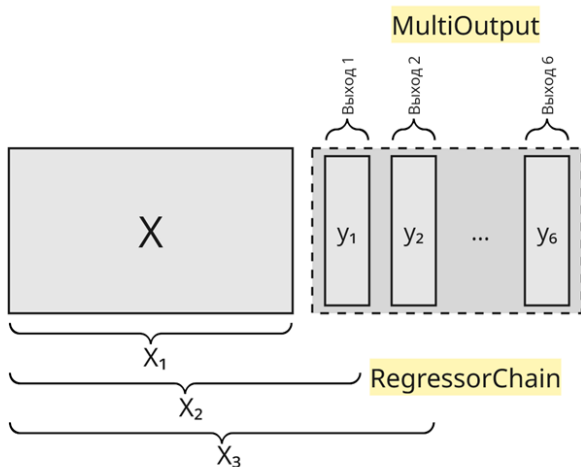 MultiOutput
Выход 1
Выход 2
Выход 6
X
y₁
y₂
...
y₆
X₁
X₂
RegressorChain
X₃